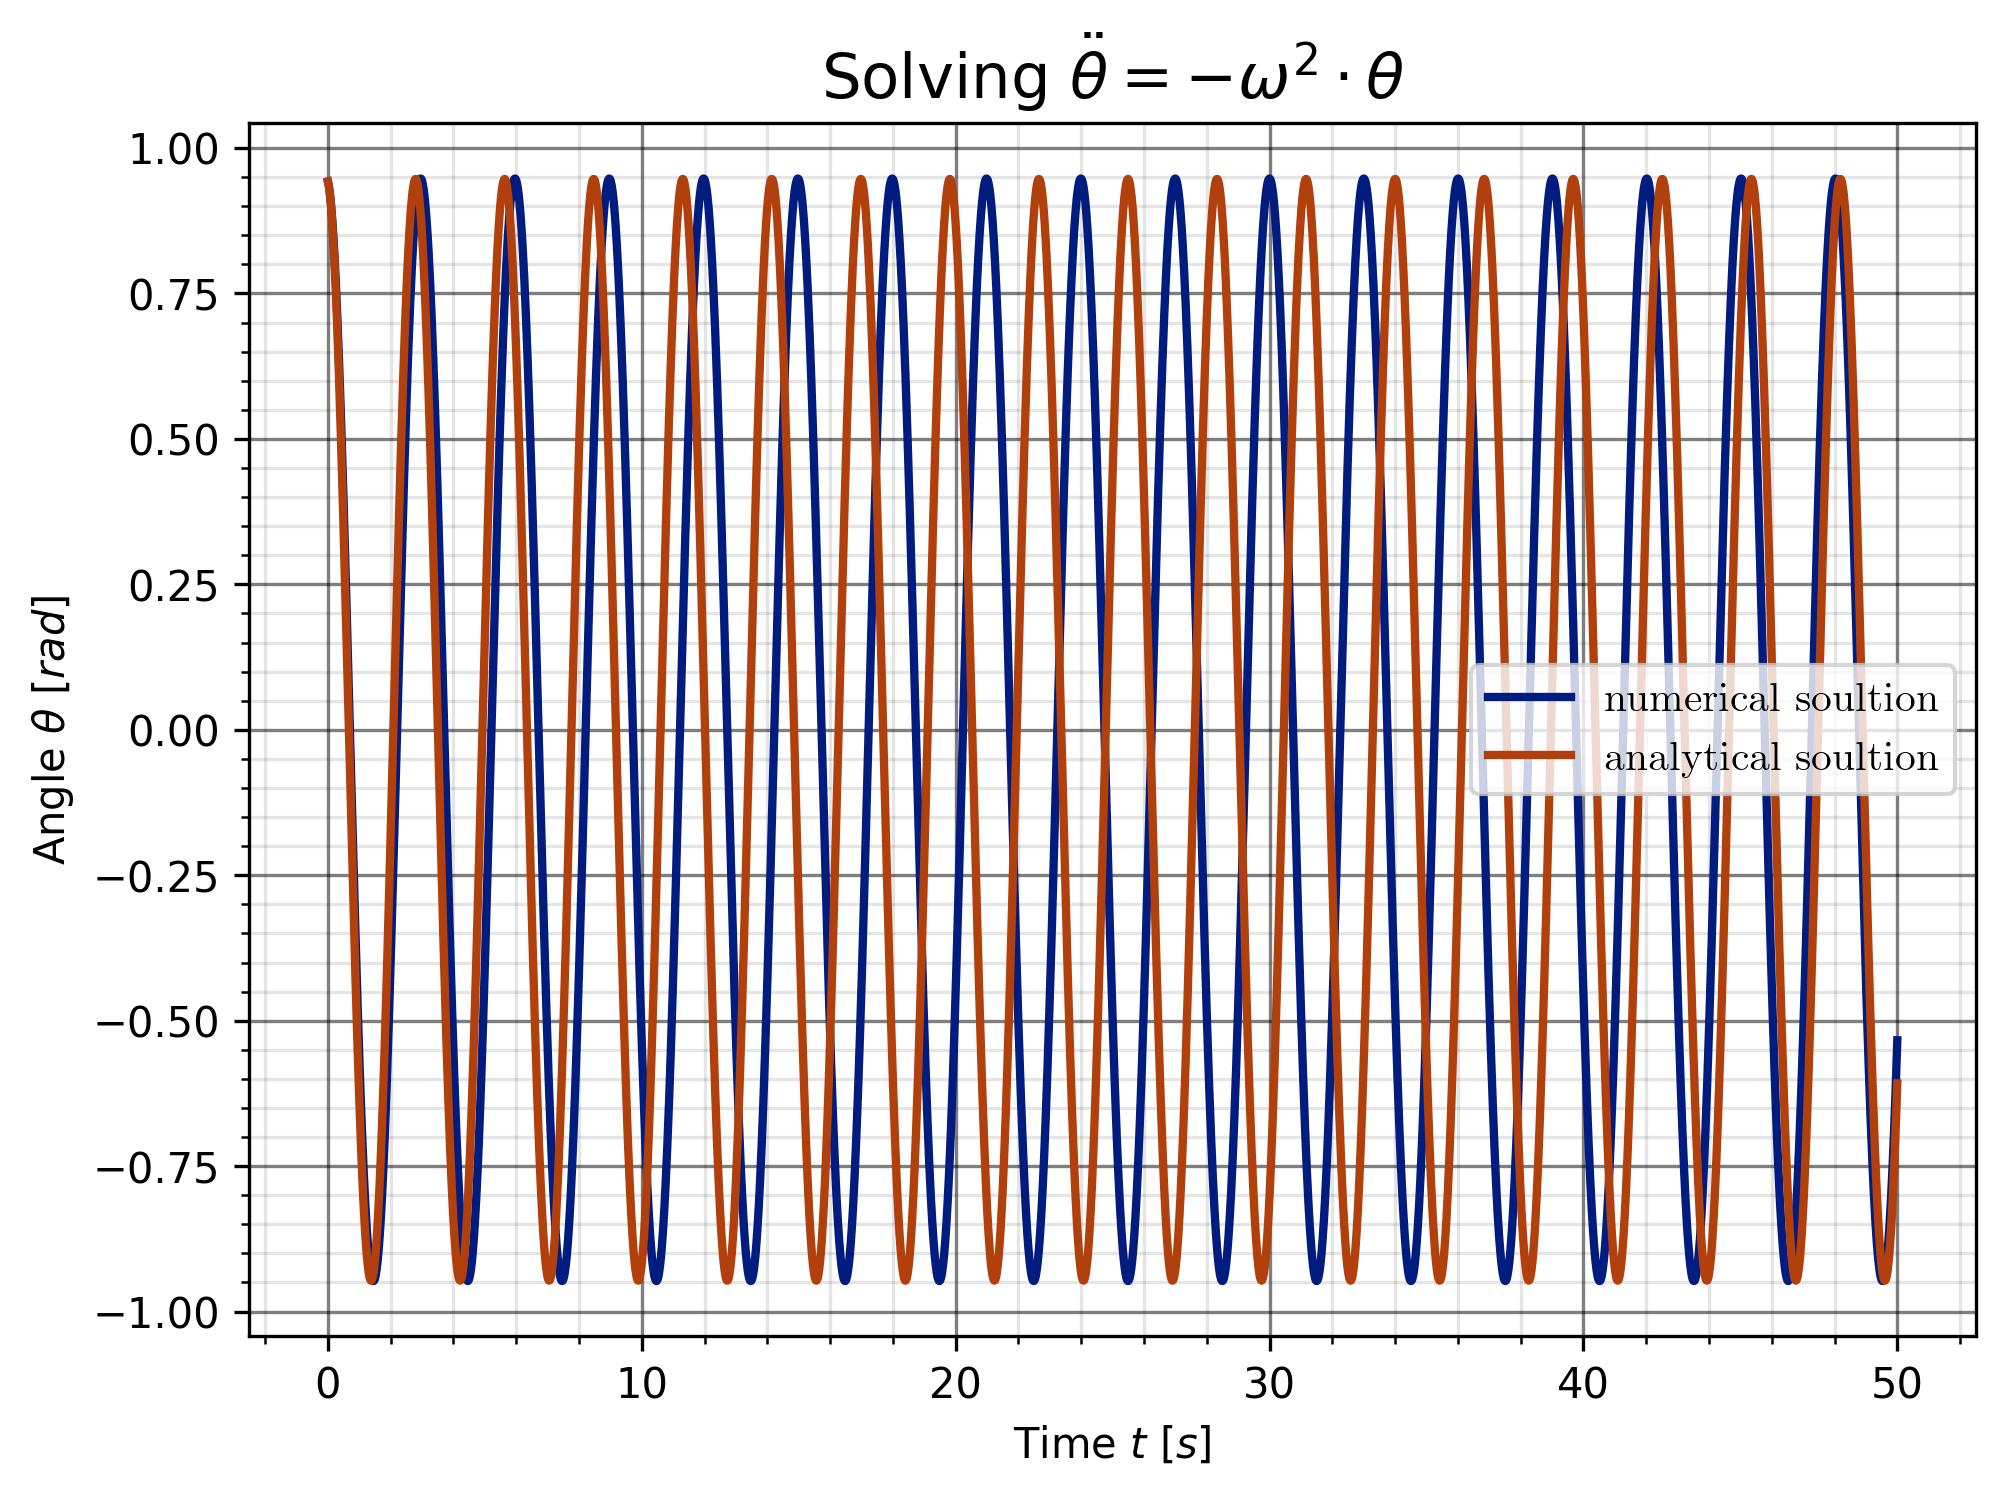 Solving θ̈ = −ω² · θ
1.00
0.75
0.50
0.25
0.00
−0.25
−0.50
−0.75
−1.00
Angle θ [rad]
numerical soultion
analytical soultion
0 10 20 30 40 50
Time t [s]